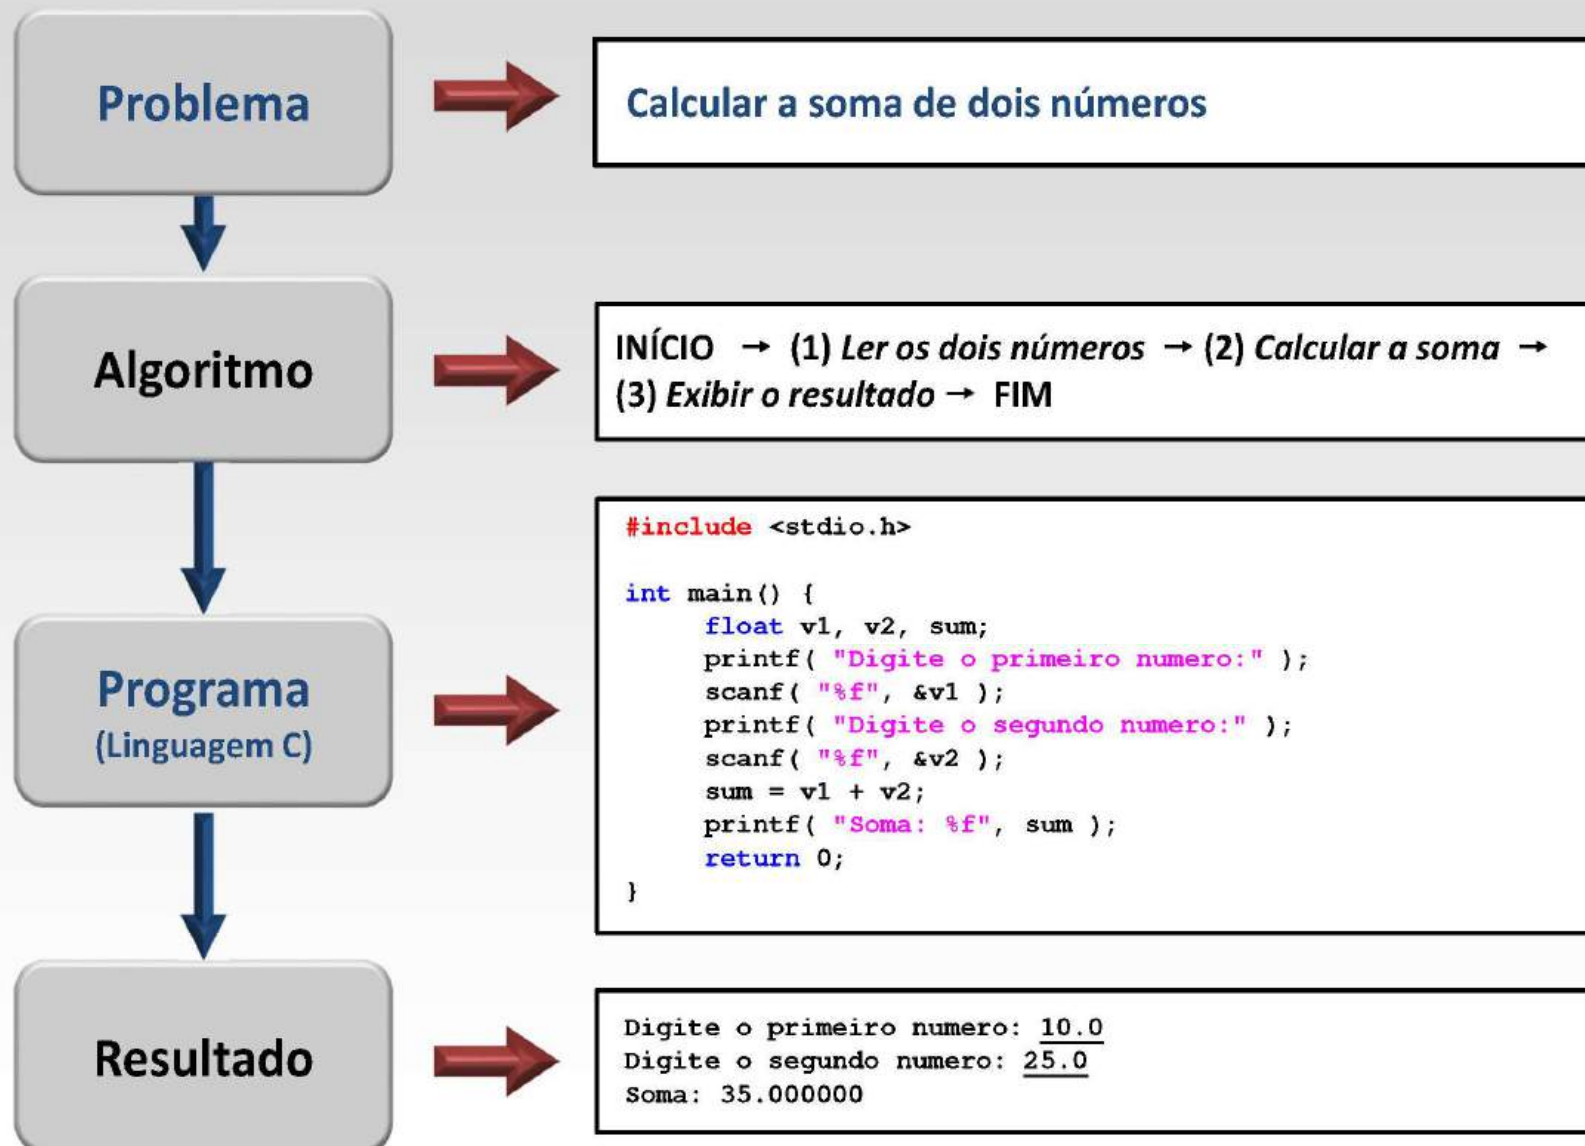 Problema
Calcular a soma de dois números
Algoritmo
INÍCIO → (1) Ler os dois números → (2) Calcular a soma →
(3) Exibir o resultado → FIM
Programa
(Linguagem C)
#include <stdio.h>
int main() {
float v1, v2, sum;
printf( "Digite o primeiro numero:" );
scanf( "%f", &v1 );
printf( "Digite o segundo numero:" );
scanf( "%f", &v2 );
sum = v1 + v2;
printf( "Soma: %f", sum );
return 0;
}
Resultado
Digite o primeiro numero: 10.0
Digite o segundo numero: 25.0
Soma: 35.000000